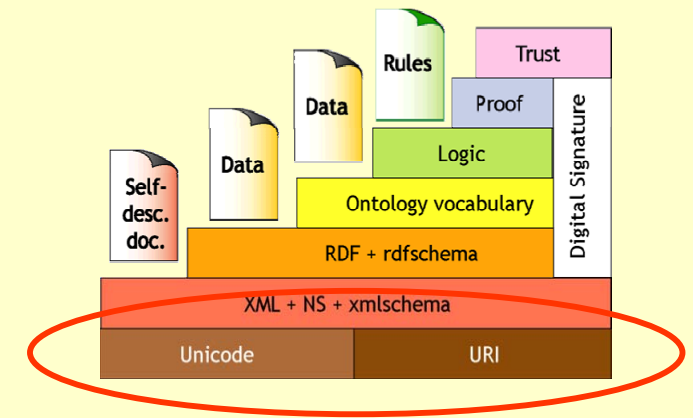 Trust
Rules
Data
Proof
Digital Signature
Data
Logic
Self-
desc.
doc.
Ontology vocabulary
RDF + rdfschema
XML + NS + xmlschema
Unicode
URI